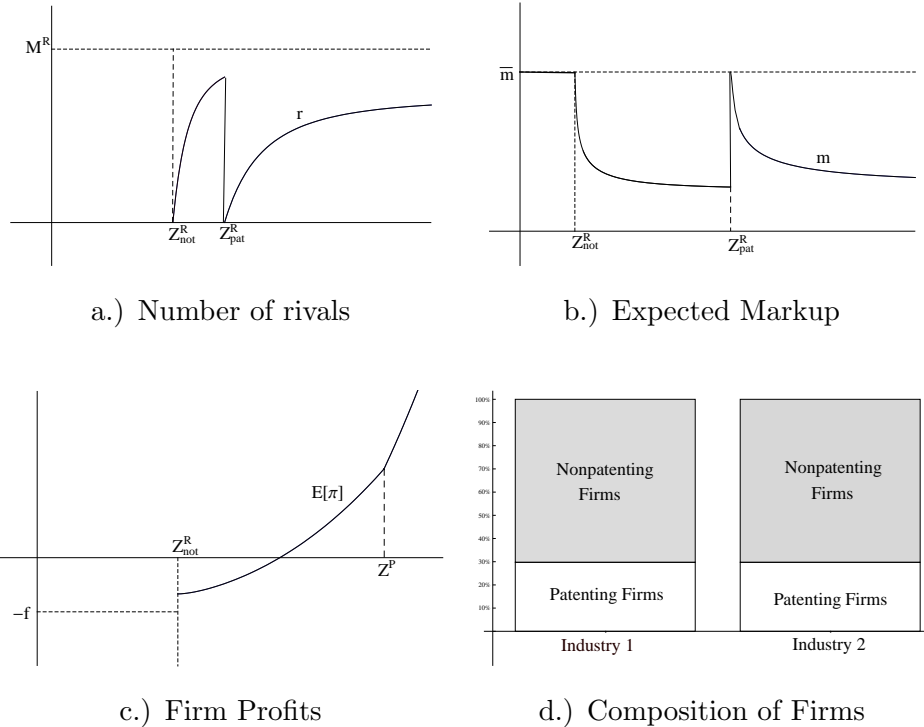 M^R
r
Z^R_not
Z^R_pat
a.) Number of rivals
m̅
m
Z^R_not
Z^R_pat
b.) Expected Markup
E[π]
Z^R_not
Z^P
−f
c.) Firm Profits
100%
90%
80%
70%
60%
50%
40%
30%
20%
10%
Nonpatenting
Firms
Patenting Firms
Nonpatenting
Firms
Patenting Firms
Industry 1
Industry 2
d.) Composition of Firms